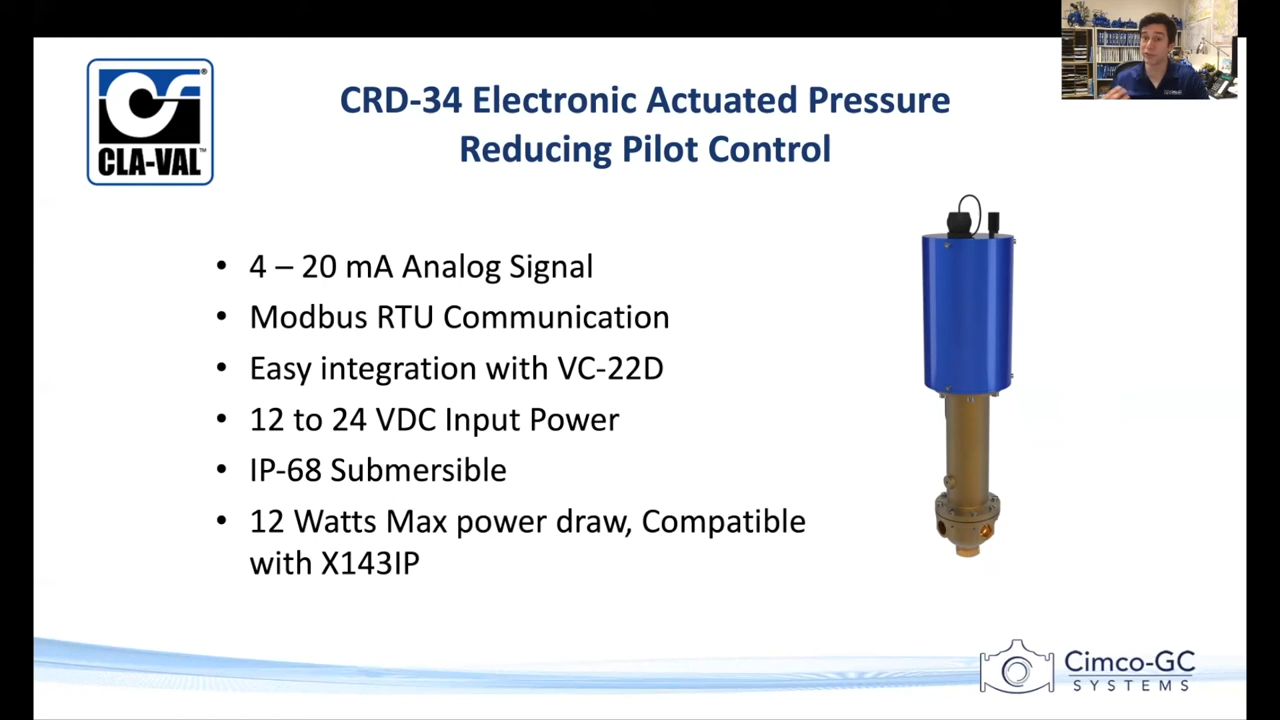 CLA-VAL
CRD-34 Electronic Actuated Pressure
Reducing Pilot Control
• 4 – 20 mA Analog Signal
• Modbus RTU Communication
• Easy integration with VC-22D
• 12 to 24 VDC Input Power
• IP-68 Submersible
• 12 Watts Max power draw, Compatible
with X143IP
Cimco-GC
SYSTEMS